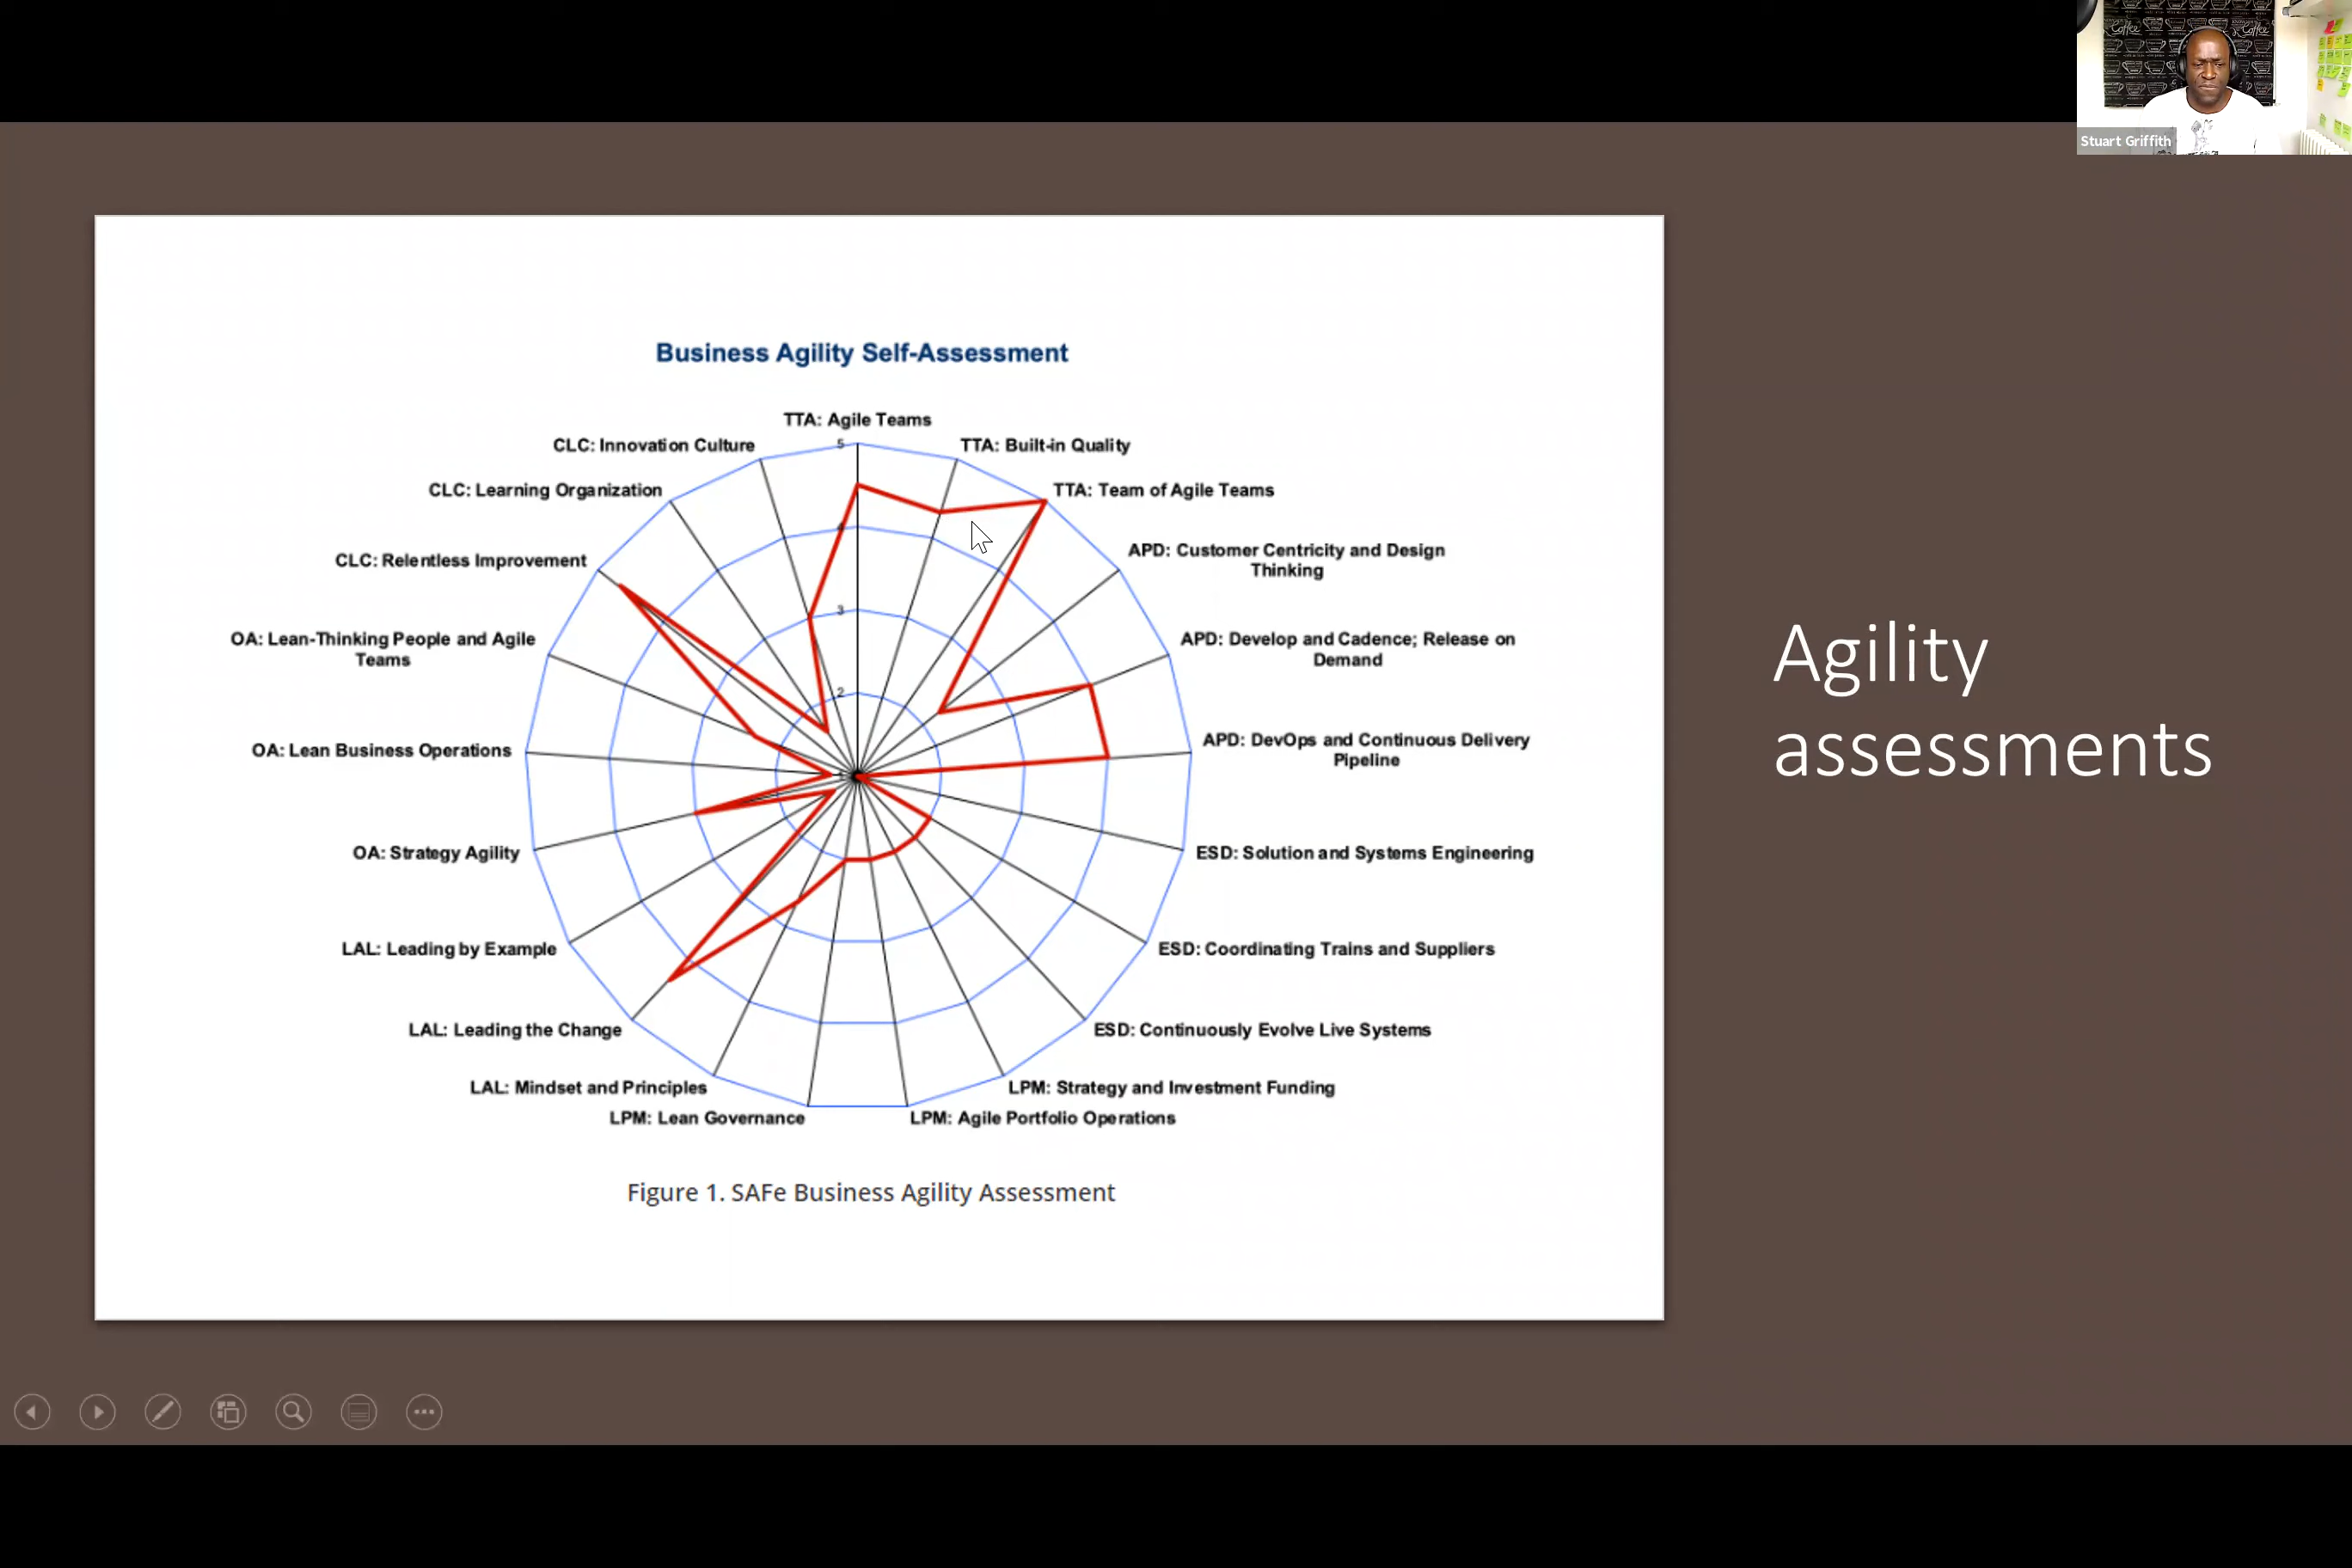 Stuart Griffith
Business Agility Self-Assessment
TTA: Agile Teams
CLC: Innovation Culture
5
TTA: Built-in Quality
CLC: Learning Organization
TTA: Team of Agile Teams
4
CLC: Relentless Improvement
APD: Customer Centricity and Design
Thinking
3
OA: Lean-Thinking People and Agile
Teams
APD: Develop and Cadence; Release on
Demand
2
OA: Lean Business Operations
APD: DevOps and Continuous Delivery
Pipeline
OA: Strategy Agility
ESD: Solution and Systems Engineering
LAL: Leading by Example
ESD: Coordinating Trains and Suppliers
LAL: Leading the Change
ESD: Continuously Evolve Live Systems
LAL: Mindset and Principles
LPM: Strategy and Investment Funding
LPM: Lean Governance
LPM: Agile Portfolio Operations
Figure 1. SAFe Business Agility Assessment
Agility
assessments